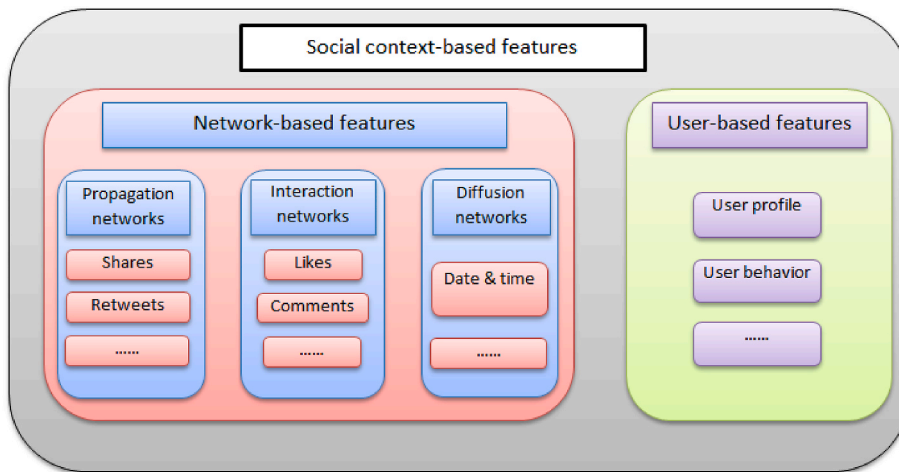 Social context-based features
Network-based features
Propagation
networks
Shares
Retweets
......
Interaction
networks
Likes
Comments
......
Diffusion
networks
Date & time
......
User-based features
User profile
User behavior
......